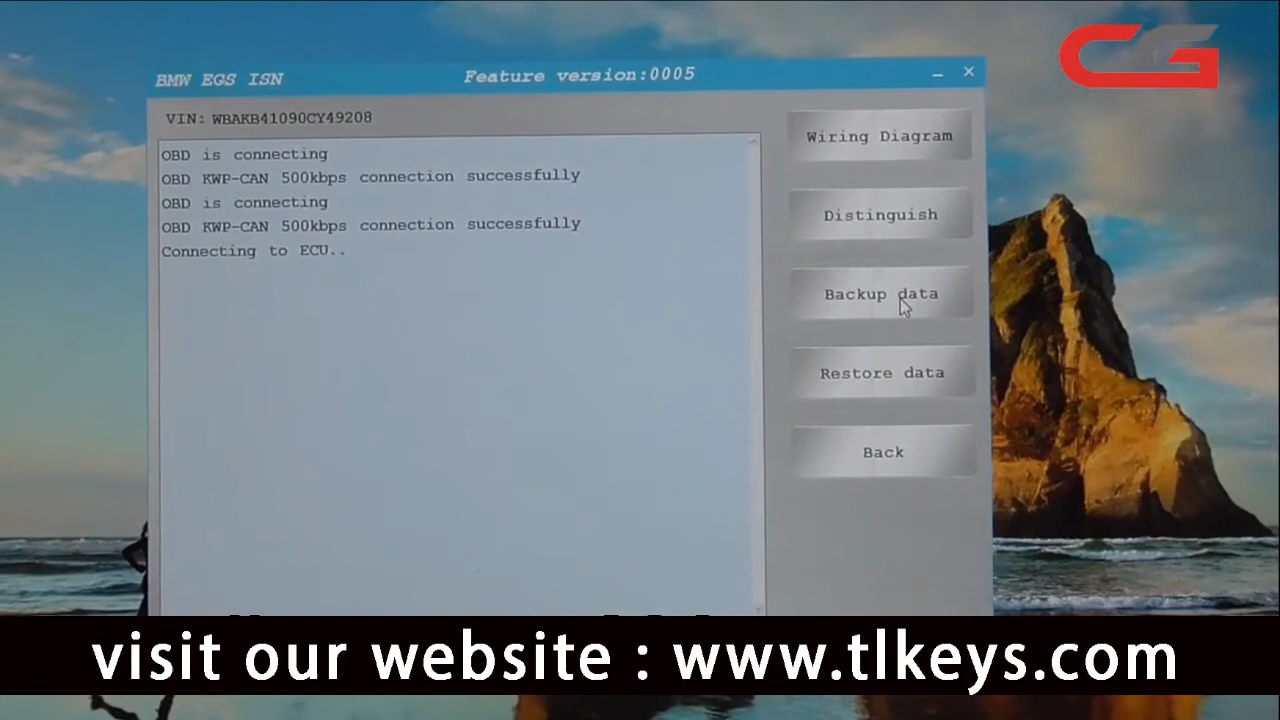 CG
BMW EGS ISN
Feature version:0005
VIN: WBAKB41090CY49208
OBD is connecting
OBD KWP-CAN 500kbps connection successfully
OBD is connecting
OBD KWP-CAN 500kbps connection successfully
Connecting to ECU..
Wiring Diagram
Distinguish
Backup data
Restore data
Back
visit our website : www.tlkeys.com